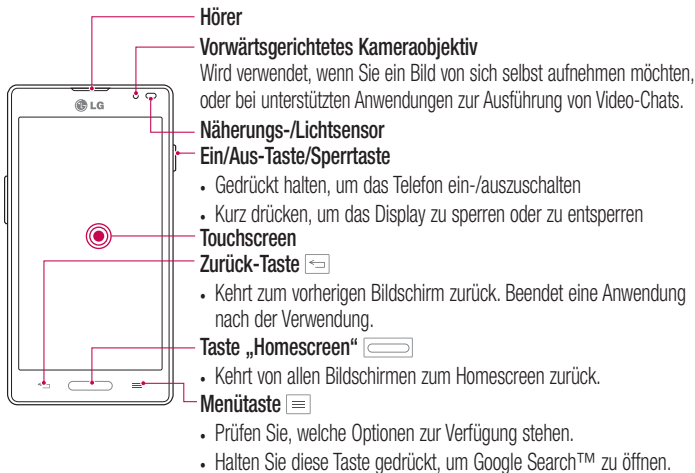 Hörer
Vorwärtsgerichtetes Kameraobjektiv
Wird verwendet, wenn Sie ein Bild von sich selbst aufnehmen möchten,
oder bei unterstützten Anwendungen zur Ausführung von Video-Chats.
LG
Näherungs-/Lichtsensor
Ein/Aus-Taste/Sperrtaste
• Gedrückt halten, um das Telefon ein-/auszuschalten
• Kurz drücken, um das Display zu sperren oder zu entsperren
Touchscreen
Zurück-Taste
• Kehrt zum vorherigen Bildschirm zurück. Beendet eine Anwendung
nach der Verwendung.
Taste „Homescreen“
• Kehrt von allen Bildschirmen zum Homescreen zurück.
Menütaste
• Prüfen Sie, welche Optionen zur Verfügung stehen.
• Halten Sie diese Taste gedrückt, um Google Search™ zu öffnen.